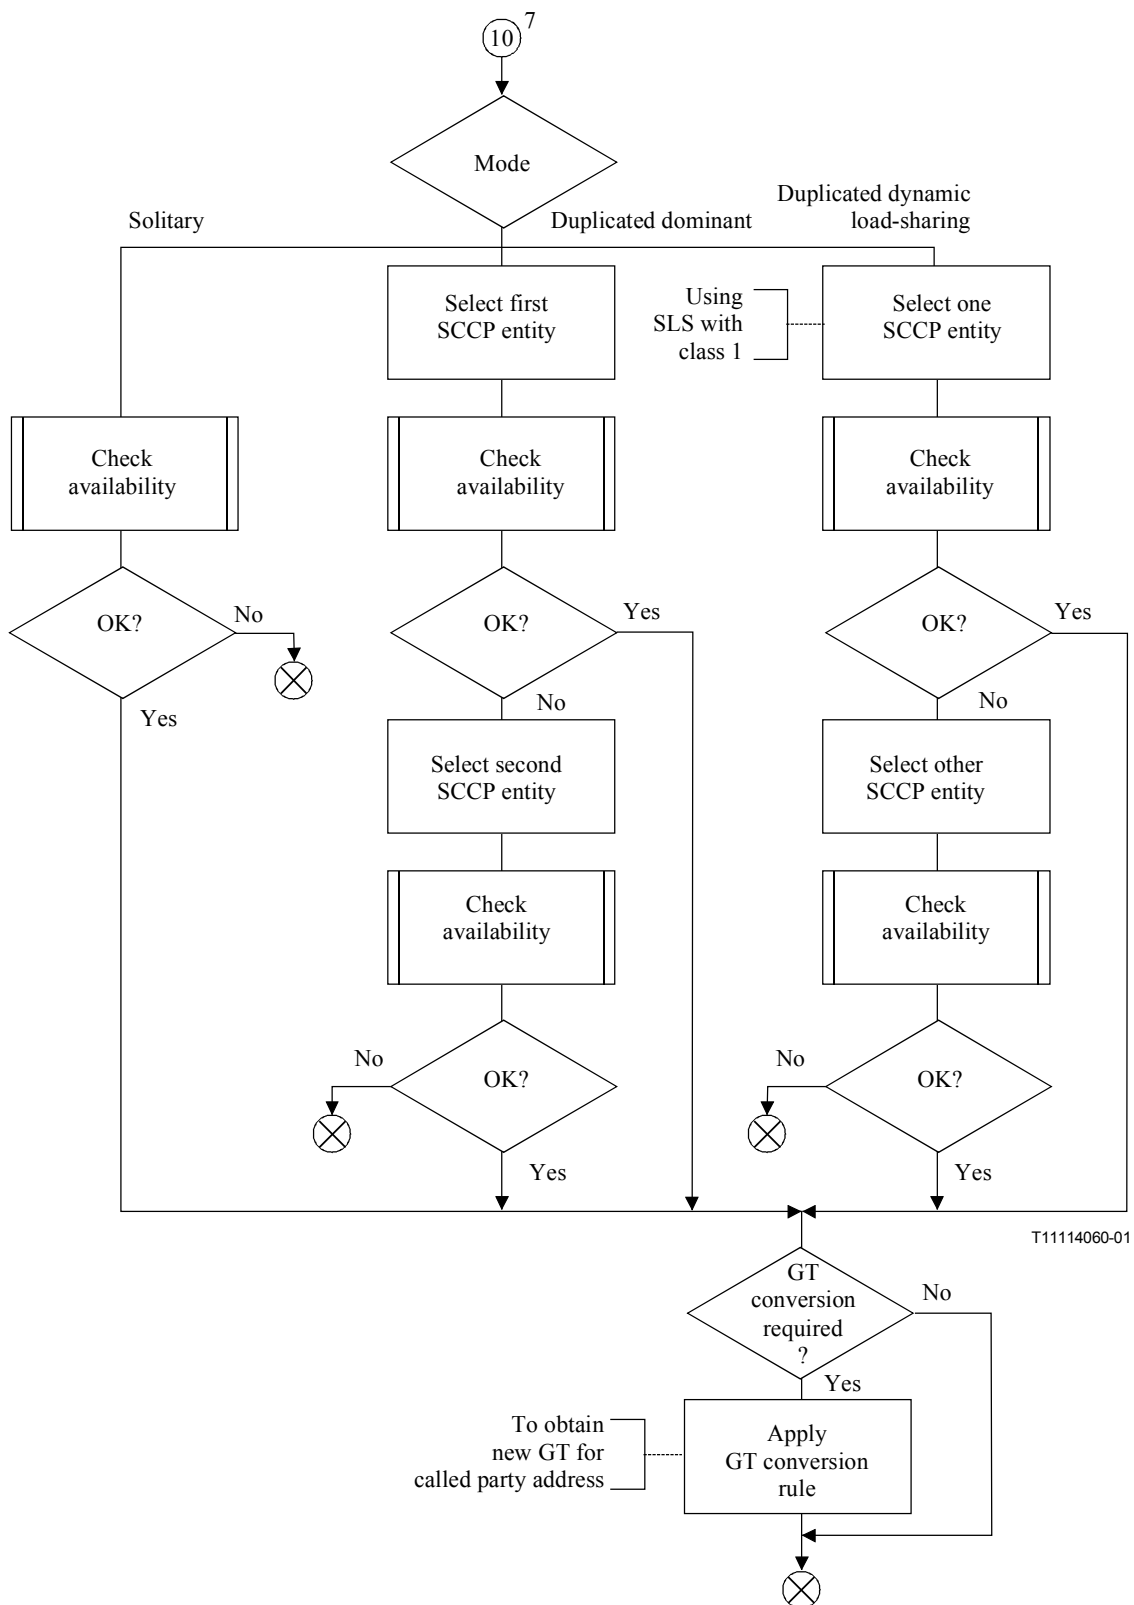 7
10
Mode
Solitary
Duplicated dominant
Duplicated dynamic
load-sharing
Select first
SCCP entity
Using
SLS with
class 1
Select one
SCCP entity
Check
availability
Check
availability
Check
availability
OK?
No
OK?
Yes
OK?
Yes
Yes
No
No
Select second
SCCP entity
Select other
SCCP entity
Check
availability
Check
availability
No
OK?
No
OK?
Yes
Yes
T11114060-01
GT
conversion
required
?
No
Yes
To obtain
new GT for
called party address
Apply
GT conversion
rule